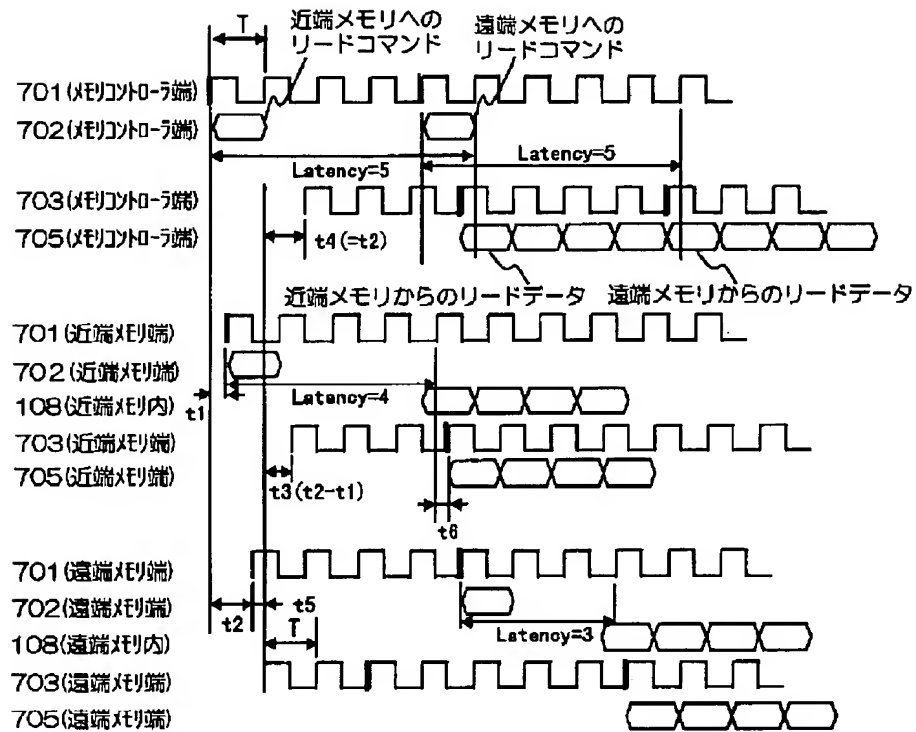 T
近端メモリへの
リードコマンド
遠端メモリへの
リードコマンド
701(メモリコントローラ端)
702(メモリコントローラ端)
Latency=5
Latency=5
703(メモリコントローラ端)
705(メモリコントローラ端)
t4(=t2)
近端メモリからのリードデータ
遠端メモリからのリードデータ
701(近端メモリ端)
702(近端メモリ端)
Latency=4
108(近端メモリ内)
t1
703(近端メモリ端)
705(近端メモリ端)
t3(t2-t1)
t6
701(遠端メモリ端)
702(遠端メモリ端)
t2
t5
Latency=3
108(遠端メモリ内)
T
703(遠端メモリ端)
705(遠端メモリ端)